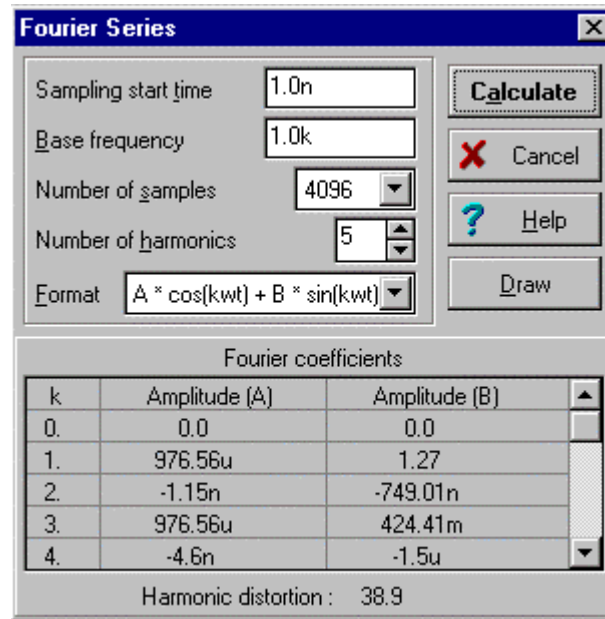 Fourier Series
Sampling start time 1.0n
Base frequency 1.0k
Number of samples 4096
Number of harmonics 5
Format A * cos(kwt) + B * sin(kwt)
Calculate
Cancel
? Help
Draw
Fourier coefficients
k Amplitude (A) Amplitude (B)
0. 0.0 0.0
1. 976.56u 1.27
2. -1.15n -749.01n
3. 976.56u 424.41m
4. -4.6n -1.5u
Harmonic distortion : 38.9